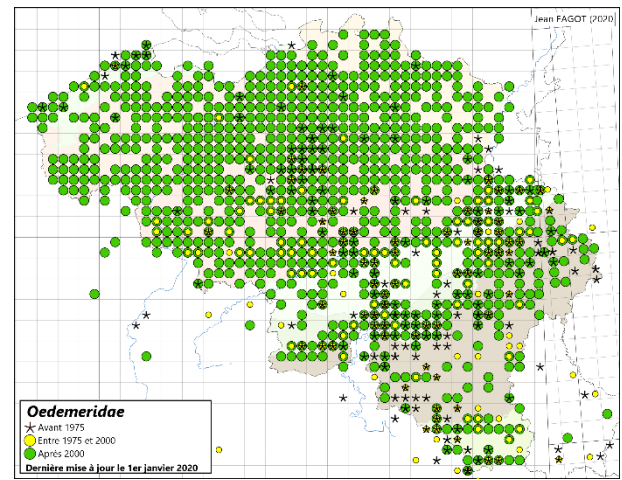 Jean FAGOT (2020
Oedemeridae
Avant 1975
Entre 1975 et 2000
Après 2000
Dernière mise à jour le 1er janvier 2020